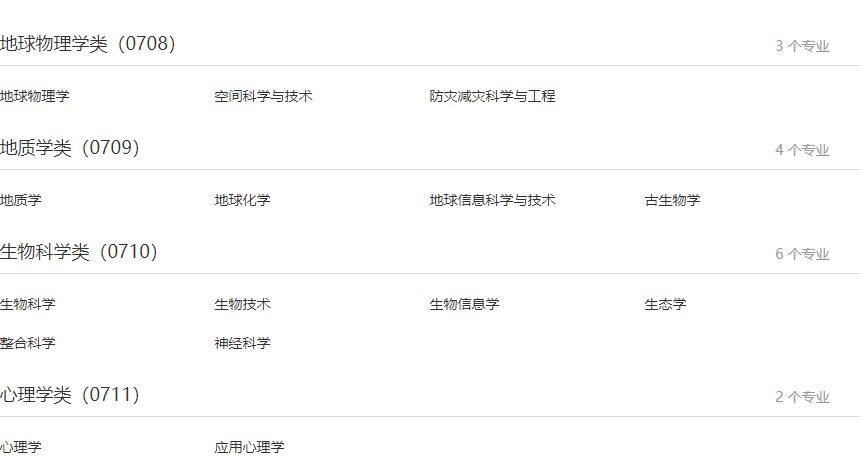 地球物理学类（0708） 3 个专业
地球物理学 空间科学与技术 防灾减灾科学与工程
地质学类（0709） 4 个专业
地质学 地球化学 地球信息科学与技术 古生物学
生物科学类（0710） 6 个专业
生物科学 生物技术 生物信息学 生态学
整合科学 神经科学
心理学类（0711） 2 个专业
心理学 应用心理学